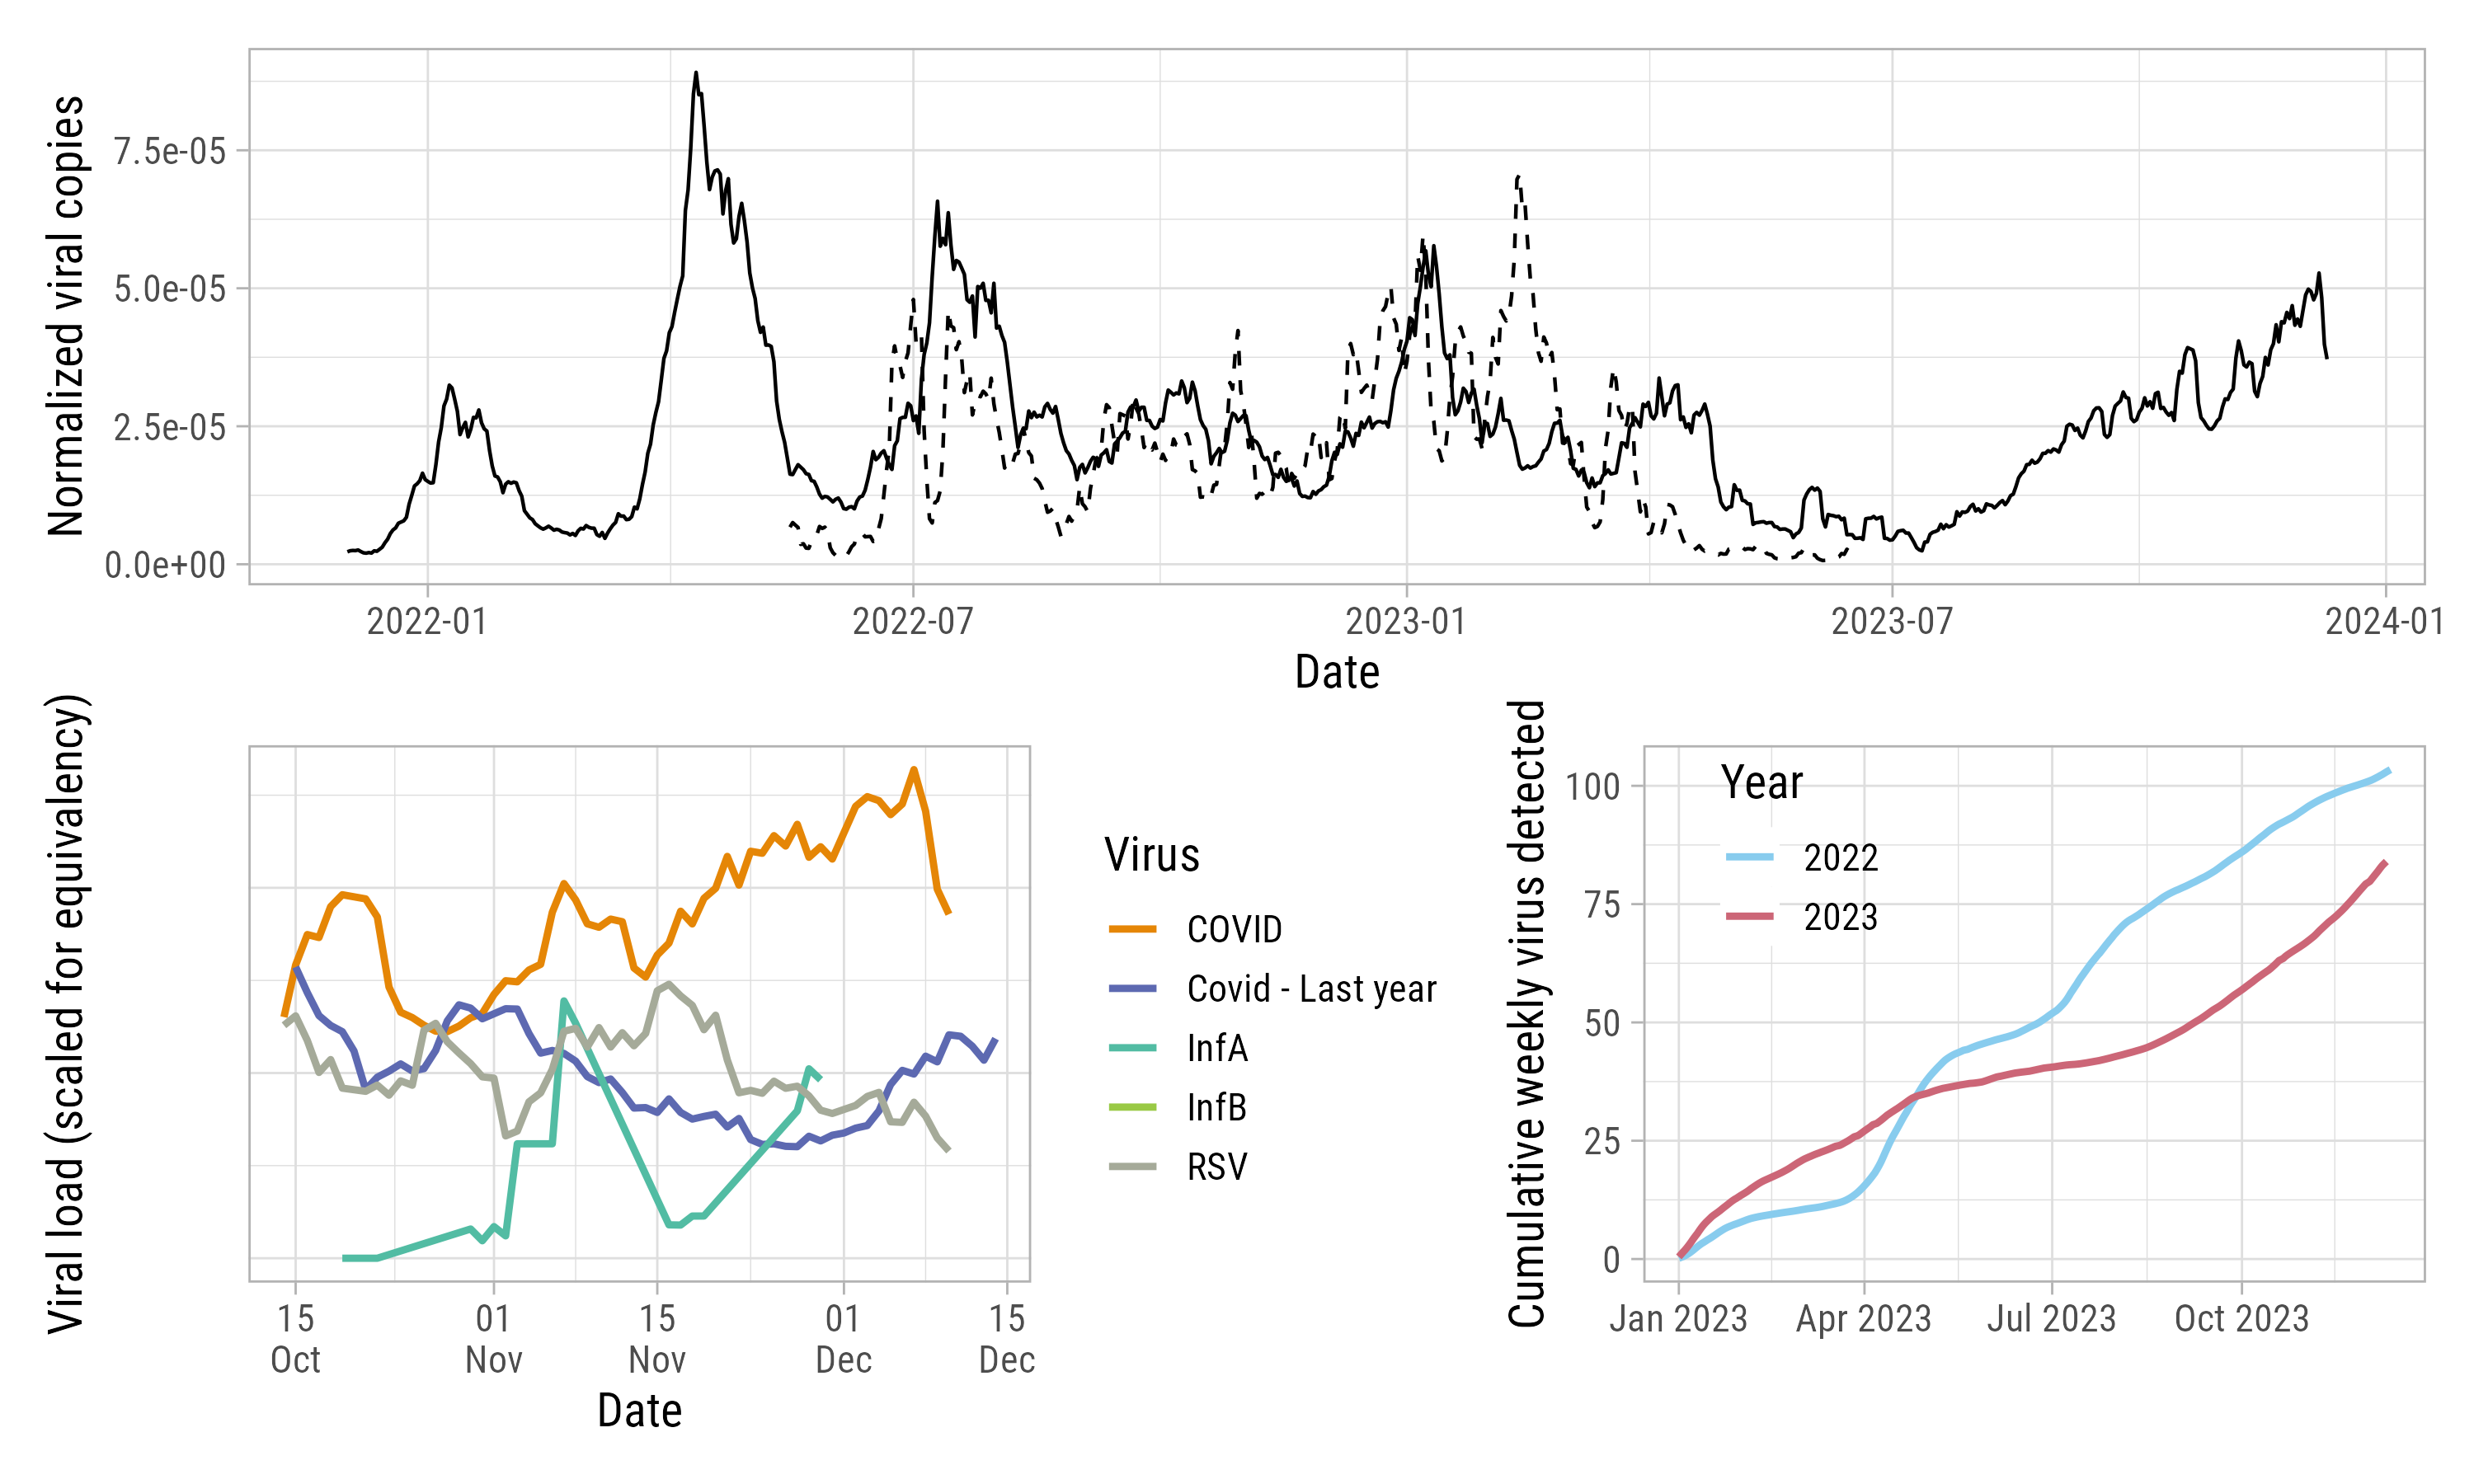 Normalized viral copies
7.5e-05
5.0e-05
2.5e-05
0.0e+00
2022-01
2022-07
2023-01
2023-07
2024-01
Date
Viral load (scaled for equivalency)
15
Oct
01
Nov
15
Nov
01
Dec
15
Dec
Date
Virus
COVID
Covid - Last year
InfA
InfB
RSV
Cumulative weekly virus detected
100
75
50
25
0
Year
2022
2023
Jan 2023
Apr 2023
Jul 2023
Oct 2023